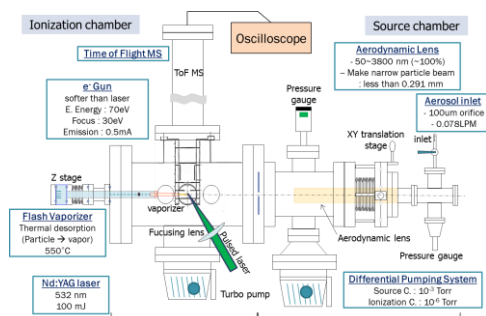 Ionization chamber
Source chamber
Oscilloscope
Time of Flight MS
ToF MS
e- Gun
softer than laser
E. Energy : 70eV
Focus : 30eV
Emission : 0.5mA
Aerodynamic Lens
- 50~3800 nm (~100%)
– Make narrow particle beam
: less than 0.291 mm
Pressure
gauge
Aerosol inlet
- 100um orifice
- 0.078LPM
XY translation
stage
inlet
Z stage
vaporizer
Fucusing lens
Pulsed laser
Flash Vaporizer
Thermal desorption
(Particle → vapor)
550°C
Aerodynamic lens
Pressure gauge
Nd:YAG laser
532 nm
100 mJ
Turbo pump
Differential Pumping System
Source C. : 10-3 Torr
Ionization C. : 10-6 Torr